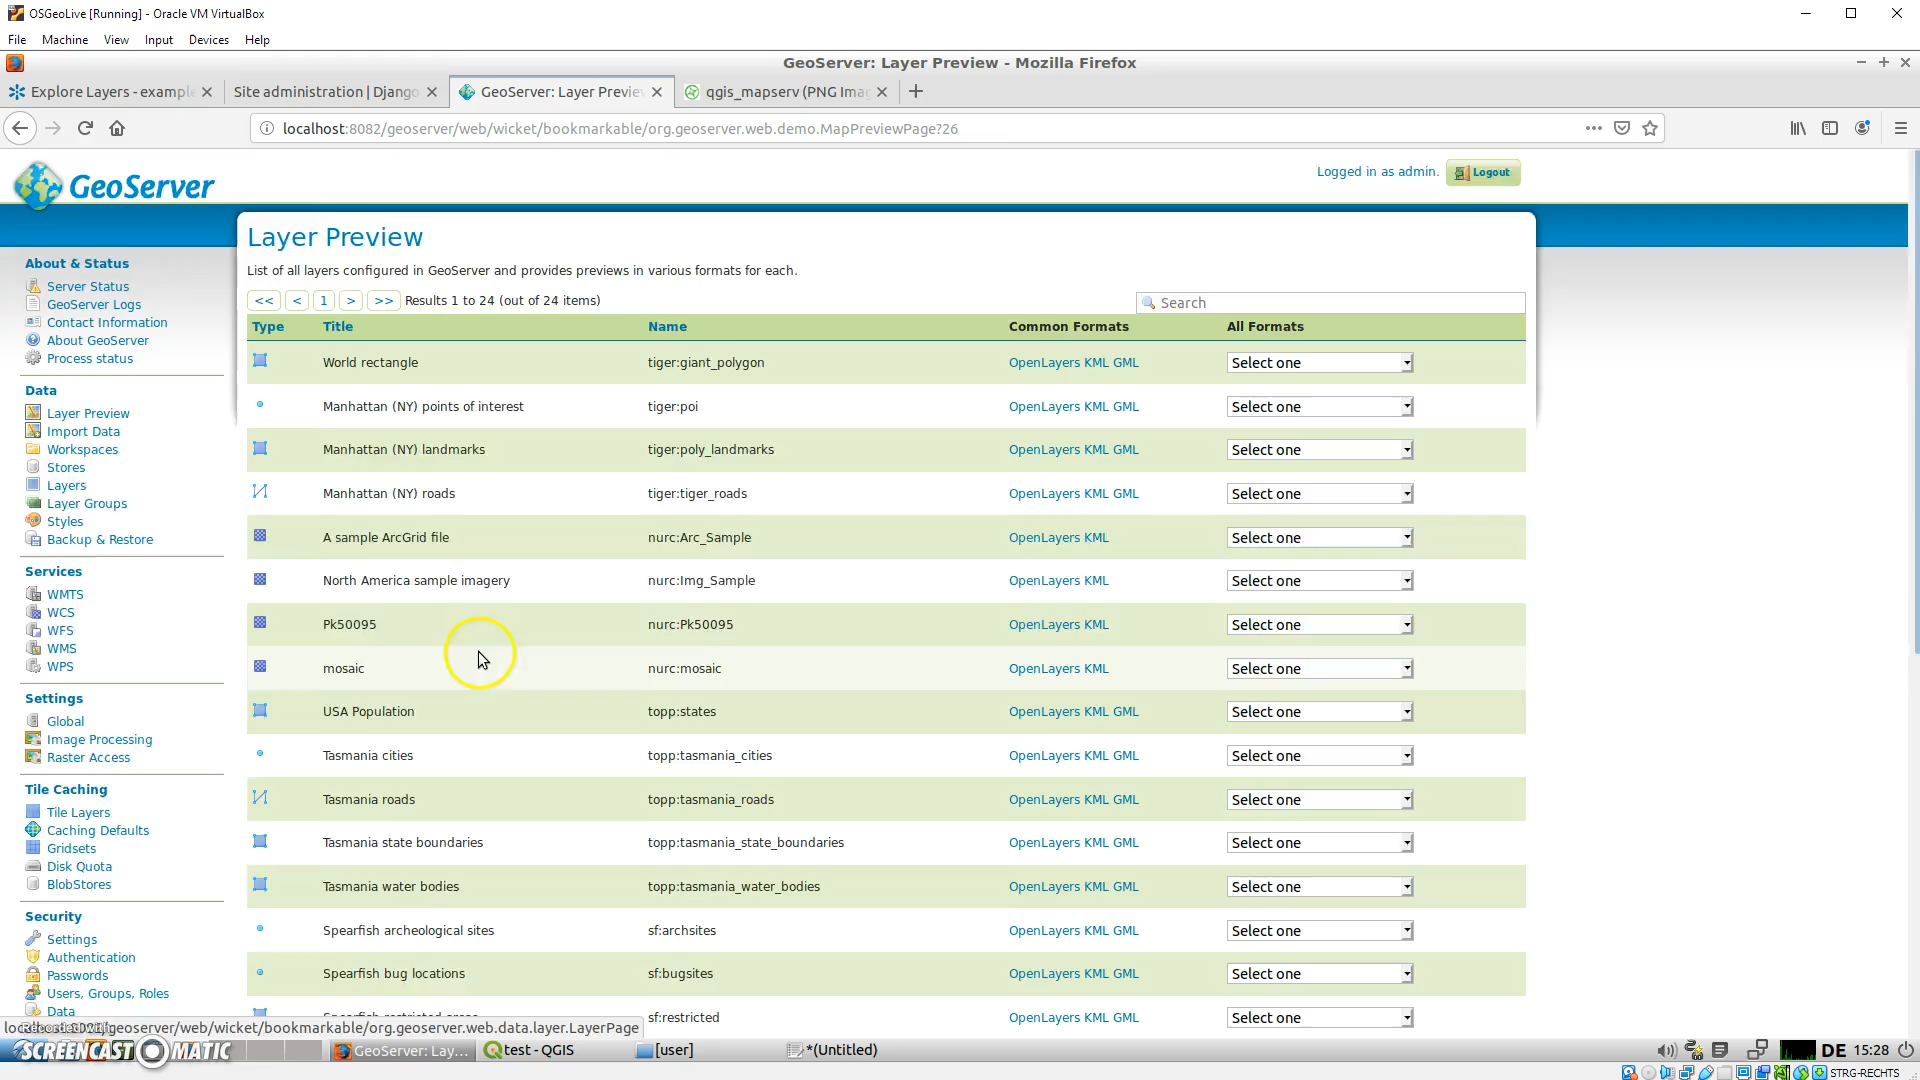 OSGeoLive [Running] - Oracle VM VirtualBox
File Machine View Input Devices Help
GeoServer: Layer Preview - Mozilla Firefox
Explore Layers - example
Site administration | Django
GeoServer: Layer Preview
qgis_mapserv (PNG Imag
localhost:8082/geoserver/web/wicket/bookmarkable/org.geoserver.web.demo.MapPreviewPage?26
GeoServer
Logged in as admin. Logout
About & Status
Server Status
GeoServer Logs
Contact Information
About GeoServer
Process status
Data
Layer Preview
Import Data
Workspaces
Stores
Layers
Layer Groups
Styles
Backup & Restore
Services
WMTS
WCS
WFS
WMS
WPS
Settings
Global
Image Processing
Raster Access
Tile Caching
Tile Layers
Caching Defaults
Gridsets
Disk Quota
BlobStores
Security
Settings
Authentication
Passwords
Users, Groups, Roles
Data
Layer Preview
List of all layers configured in GeoServer and provides previews in various formats for each.
<< < 1 > >> Results 1 to 24 (out of 24 items) Search
Type Title Name Common Formats All Formats
World rectangle tiger:giant_polygon OpenLayers KML GML Select one
Manhattan (NY) points of interest tiger:poi OpenLayers KML GML Select one
Manhattan (NY) landmarks tiger:poly_landmarks OpenLayers KML GML Select one
Manhattan (NY) roads tiger:tiger_roads OpenLayers KML GML Select one
A sample ArcGrid file nurc:Arc_Sample OpenLayers KML Select one
North America sample imagery nurc:Img_Sample OpenLayers KML Select one
Pk50095 nurc:Pk50095 OpenLayers KML Select one
mosaic nurc:mosaic OpenLayers KML Select one
USA Population topp:states OpenLayers KML GML Select one
Tasmania cities topp:tasmania_cities OpenLayers KML GML Select one
Tasmania roads topp:tasmania_roads OpenLayers KML GML Select one
Tasmania state boundaries topp:tasmania_state_boundaries OpenLayers KML GML Select one
Tasmania water bodies topp:tasmania_water_bodies OpenLayers KML GML Select one
Spearfish archeological sites sf:archsites OpenLayers KML GML Select one
Spearfish bug locations sf:bugsites OpenLayers KML GML Select one
sf:restricted OpenLayers KML GML Select one
/geoserver/web/wicket/bookmarkable/org.geoserver.web.data.layer.LayerPage
SCREENCAST MATIC
GeoServer: Lay... test - QGIS [user] *(Untitled) DE 15:28
STRG-RECHTS